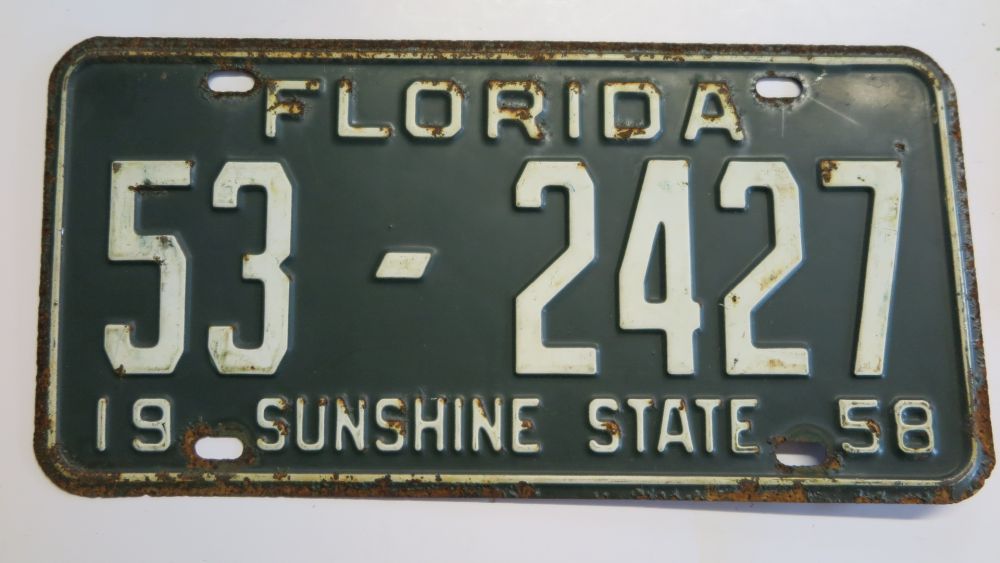 FLORIDA
53 - 2427
19 SUNSHINE STATE 58